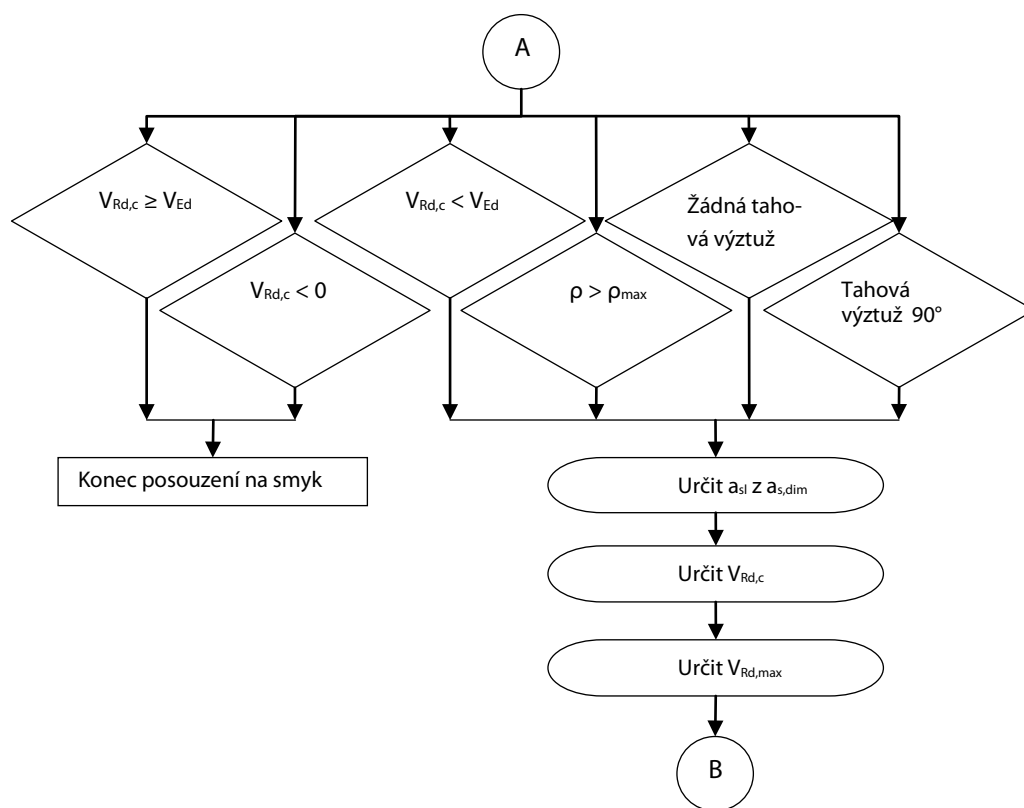 A
V_Rd,c ≥ V_Ed
V_Rd,c < 0
V_Rd,c < V_Ed
ρ > ρ_max
Žádná taho-
vá výztuž
Tahová
výztuž 90°
Konec posouzení na smyk
Určit a_sl z a_s,dim
Určit V_Rd,c
Určit V_Rd,max
B